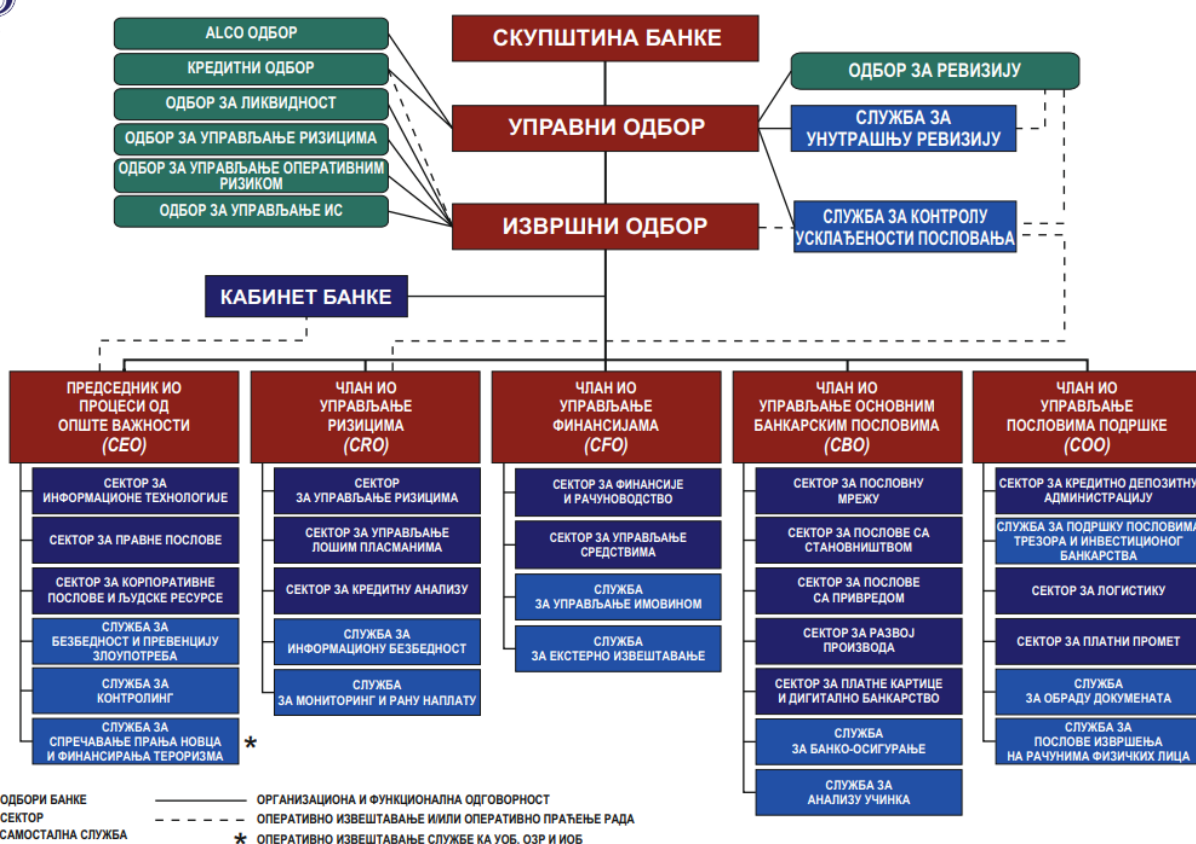 ALCO ОДБОР
КРЕДИТНИ ОДБОР
ОДБОР ЗА ЛИКВИДНОСТ
ОДБОР ЗА УПРАВЉАЊЕ РИЗИЦИМА
ОДБОР ЗА УПРАВЉАЊЕ ОПЕРАТИВНИМ
РИЗИКОМ
ОДБОР ЗА УПРАВЉАЊЕ ИС
СКУПШТИНА БАНКЕ
УПРАВНИ ОДБОР
ИЗВРШНИ ОДБОР
ОДБОР ЗА РЕВИЗИЈУ
СЛУЖБА ЗА
УНУТРАШЊУ РЕВИЗИЈУ
СЛУЖБА ЗА КОНТРОЛУ
УСКЛАЂЕНОСТИ ПОСЛОВАЊА
КАБИНЕТ БАНКЕ
ПРЕДСЕДНИК ИО
ПРОЦЕСИ ОД
ОПШТЕ ВАЖНОСТИ
(CEO)
СЕКТОР ЗА
ИНФОРМАЦИОНЕ ТЕХНОЛОГИЈЕ
СЕКТОР ЗА ПРАВНЕ ПОСЛОВЕ
СЕКТОР ЗА КОРПОРАТИВНЕ
ПОСЛОВЕ И ЉУДСКЕ РЕСУРСЕ
СЛУЖБА ЗА
БЕЗБЕДНОСТ И ПРЕВЕНЦИЈУ
ЗЛОУПОТРЕБА
СЛУЖБА ЗА
КОНТРОЛИНГ
СЛУЖБА ЗА
СПРЕЧАВАЊЕ ПРАЊА НОВЦА
И ФИНАНСИРАЊА ТЕРОРИЗМА
*
ЧЛАН ИО
УПРАВЉАЊЕ
РИЗИЦИМА
(CRO)
СЕКТОР
ЗА УПРАВЉАЊЕ РИЗИЦИМА
СЕКТОР ЗА УПРАВЉАЊЕ
ЛОШИМ ПЛАСМАНИМА
СЕКТОР ЗА КРЕДИТНУ АНАЛИЗУ
СЛУЖБА ЗА
ИНФОРМАЦИОНУ БЕЗБЕДНОСТ
СЛУЖБА
ЗА МОНИТОРИНГ И РАНУ НАПЛАТУ
ЧЛАН ИО
УПРАВЉАЊЕ
ФИНАНСИЈАМА
(CFO)
СЕКТОР ЗА ФИНАНСИЈЕ
И РАЧУНОВОДСТВО
СЕКТОР ЗА УПРАВЉАЊЕ
СРЕДСТВИМА
СЛУЖБА
ЗА УПРАВЉАЊЕ ИМОВИНОМ
СЛУЖБА
ЗА ЕКСТЕРНО ИЗВЕШТАВАЊЕ
ЧЛАН ИО
УПРАВЉАЊЕ ОСНОВНИМ
БАНКАРСКИМ ПОСЛОВИМА
(CBO)
СЕКТОР ЗА ПОСЛОВНУ
МРЕЖУ
СЕКТОР ЗА ПОСЛОВЕ СА
СТАНОВНИШТВОМ
СЕКТОР ЗА ПОСЛОВЕ
СА ПРИВРЕДОМ
СЕКТОР ЗА РАЗВОЈ
ПРОИЗВОДА
СЕКТОР ЗА ПЛАТНЕ КАРТИЦЕ
И ДИГИТАЛНО БАНКАРСТВО
СЛУЖБА
ЗА БАНКО-ОСИГУРАЊЕ
СЛУЖБА ЗА
АНАЛИЗУ УЧИНКА
ЧЛАН ИО
УПРАВЉАЊЕ
ПОСЛОВИМА ПОДРШКЕ
(COO)
СЕКТОР ЗА КРЕДИТНО ДЕПОЗИТНУ
АДМИНИСТРАЦИЈУ
СЛУЖБА ЗА ПОДРШКУ ПОСЛОВИМА
ТРЕЗОРА И ИНВЕСТИЦИОНОГ
БАНКАРСТВА
СЕКТОР ЗА ЛОГИСТИКУ
СЕКТОР ЗА ПЛАТНИ ПРОМЕТ
СЛУЖБА
ЗА ОБРАДУ ДОКУМЕНАТА
СЛУЖБА ЗА
ПОСЛОВЕ ИЗВРШЕЊА
НА РАЧУНИМА ФИЗИЧКИХ ЛИЦА
ОДБОРИ БАНКЕ
СЕКТОР
САМОСТАЛНА СЛУЖБА
ОРГАНИЗАЦИОНА И ФУНКЦИОНАЛНА ОДГОВОРНОСТ
ОПЕРАТИВНО ИЗВЕШТАВАЊЕ И/ИЛИ ОПЕРАТИВНО ПРАЋЕЊЕ РАДА
* ОПЕРАТИВНО ИЗВЕШТАВАЊЕ СЛУЖБЕ КА УОБ, ОЗР И ИОБ